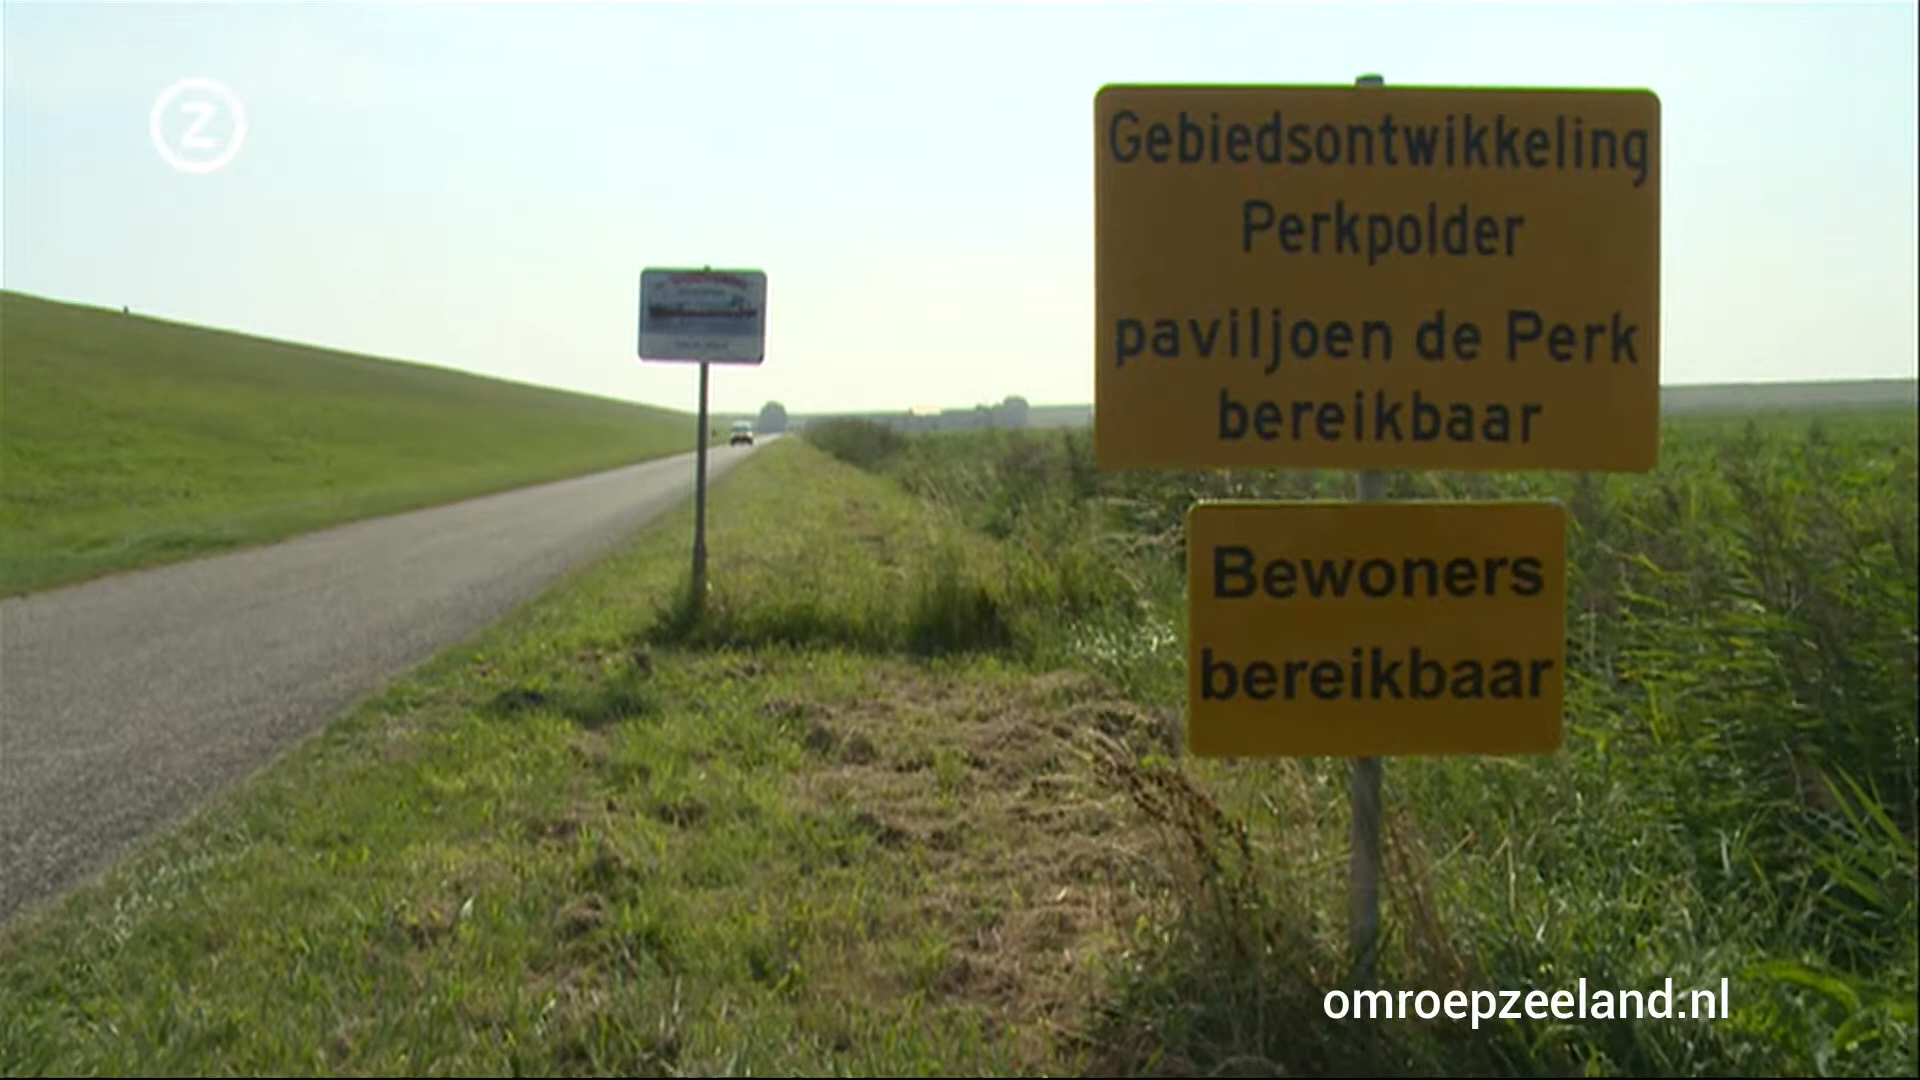 Z
Gebiedsontwikkeling
Perkpolder
paviljoen de Perk
bereikbaar
Bewoners
bereikbaar
omroepzeeland.nl